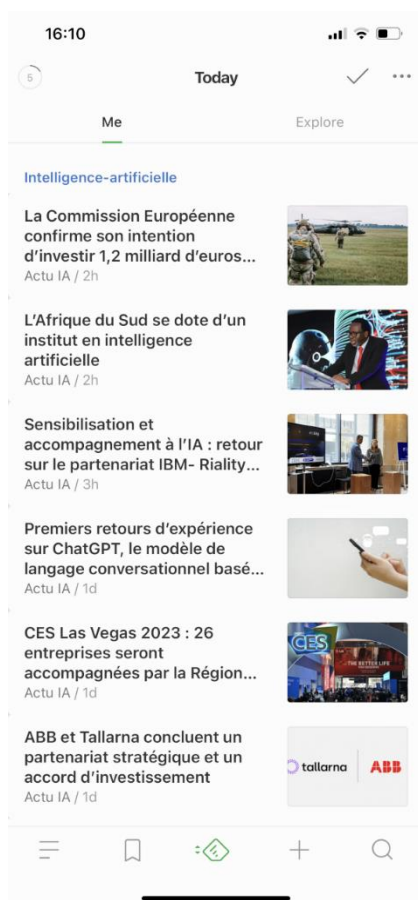 16:10
5
Today
Me
Explore
Intelligence-artificielle
La Commission Européenne
confirme son intention
d’investir 1,2 milliard d’euros...
Actu IA / 2h
L’Afrique du Sud se dote d’un
institut en intelligence
artificielle
Actu IA / 2h
Sensibilisation et
accompagnement à l’IA : retour
sur le partenariat IBM- Riality...
Actu IA / 3h
Premiers retours d’expérience
sur ChatGPT, le modèle de
langage conversationnel basé...
Actu IA / 1d
CES Las Vegas 2023 : 26
entreprises seront
accompagnées par la Région...
Actu IA / 1d
CES
THE BETTER LIFE
ABB et Tallarna concluent un
partenariat stratégique et un
accord d’investissement
Actu IA / 1d
tallarna
ABB